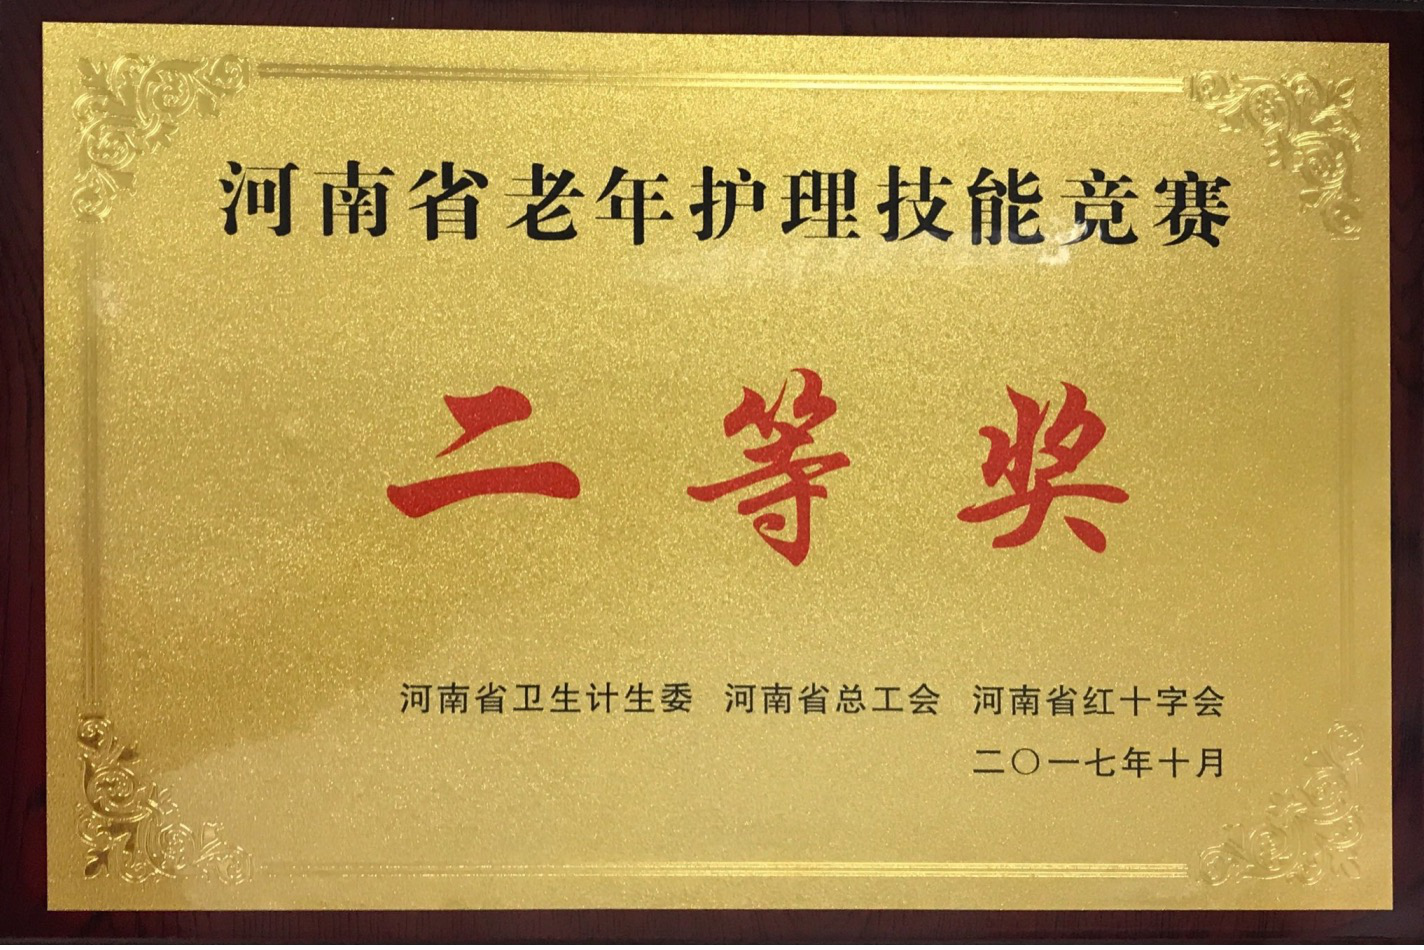 河南省老年护理技能竞赛
二等奖
河南省卫生计生委 河南省总工会 河南省红十字会
二〇一七年十月